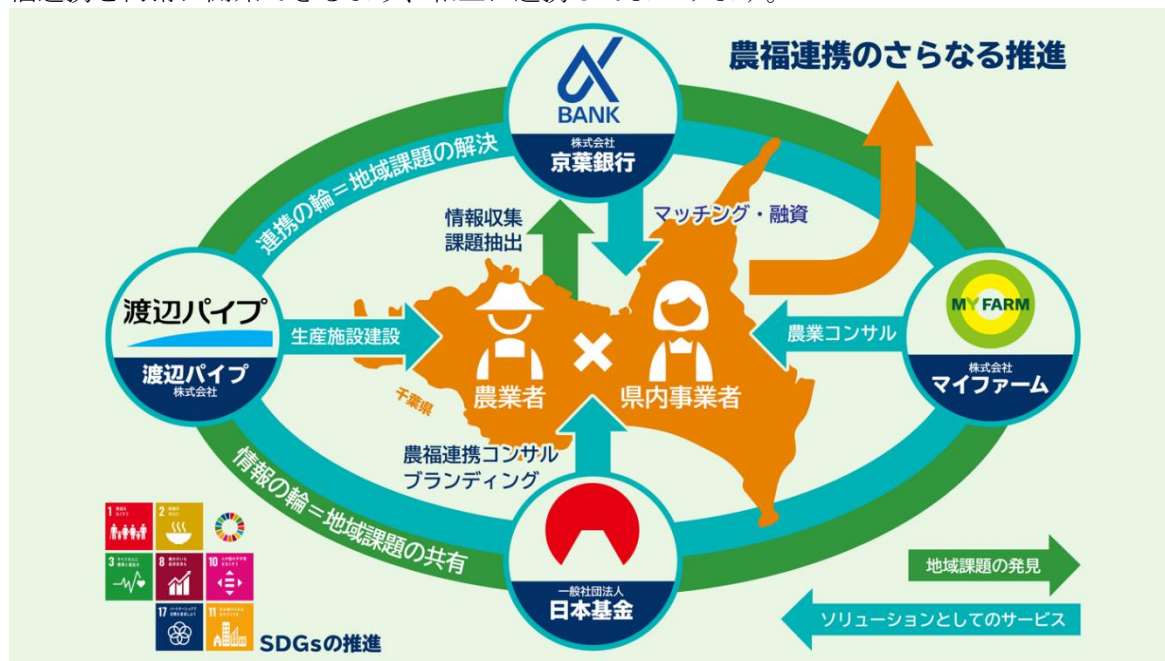 農福連携のさらなる推進
BANK
株式会社
京葉銀行
連携の輪＝地域課題の解決
情報収集
課題抽出
マッチング・融資
渡辺パイプ
渡辺パイプ
株式会社
生産施設建設
農業者
×
県内事業者
農業コンサル
MY FARM
株式会社
マイファーム
千葉県
農福連携コンサル
ブランディング
情報の輪＝地域課題の共有
一般社団法人
日本基金
1
2
3
8
10
17
11
SDGsの推進
地域課題の発見
ソリューションとしてのサービス